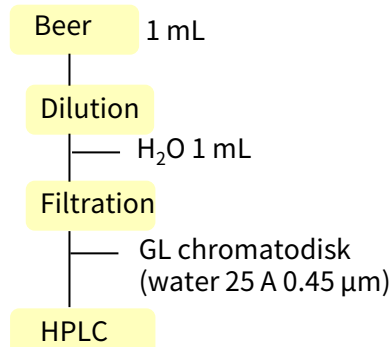 Beer 1 mL
Dilution
H₂O 1 mL
Filtration
GL chromatodisk
(water 25 A 0.45 µm)
HPLC